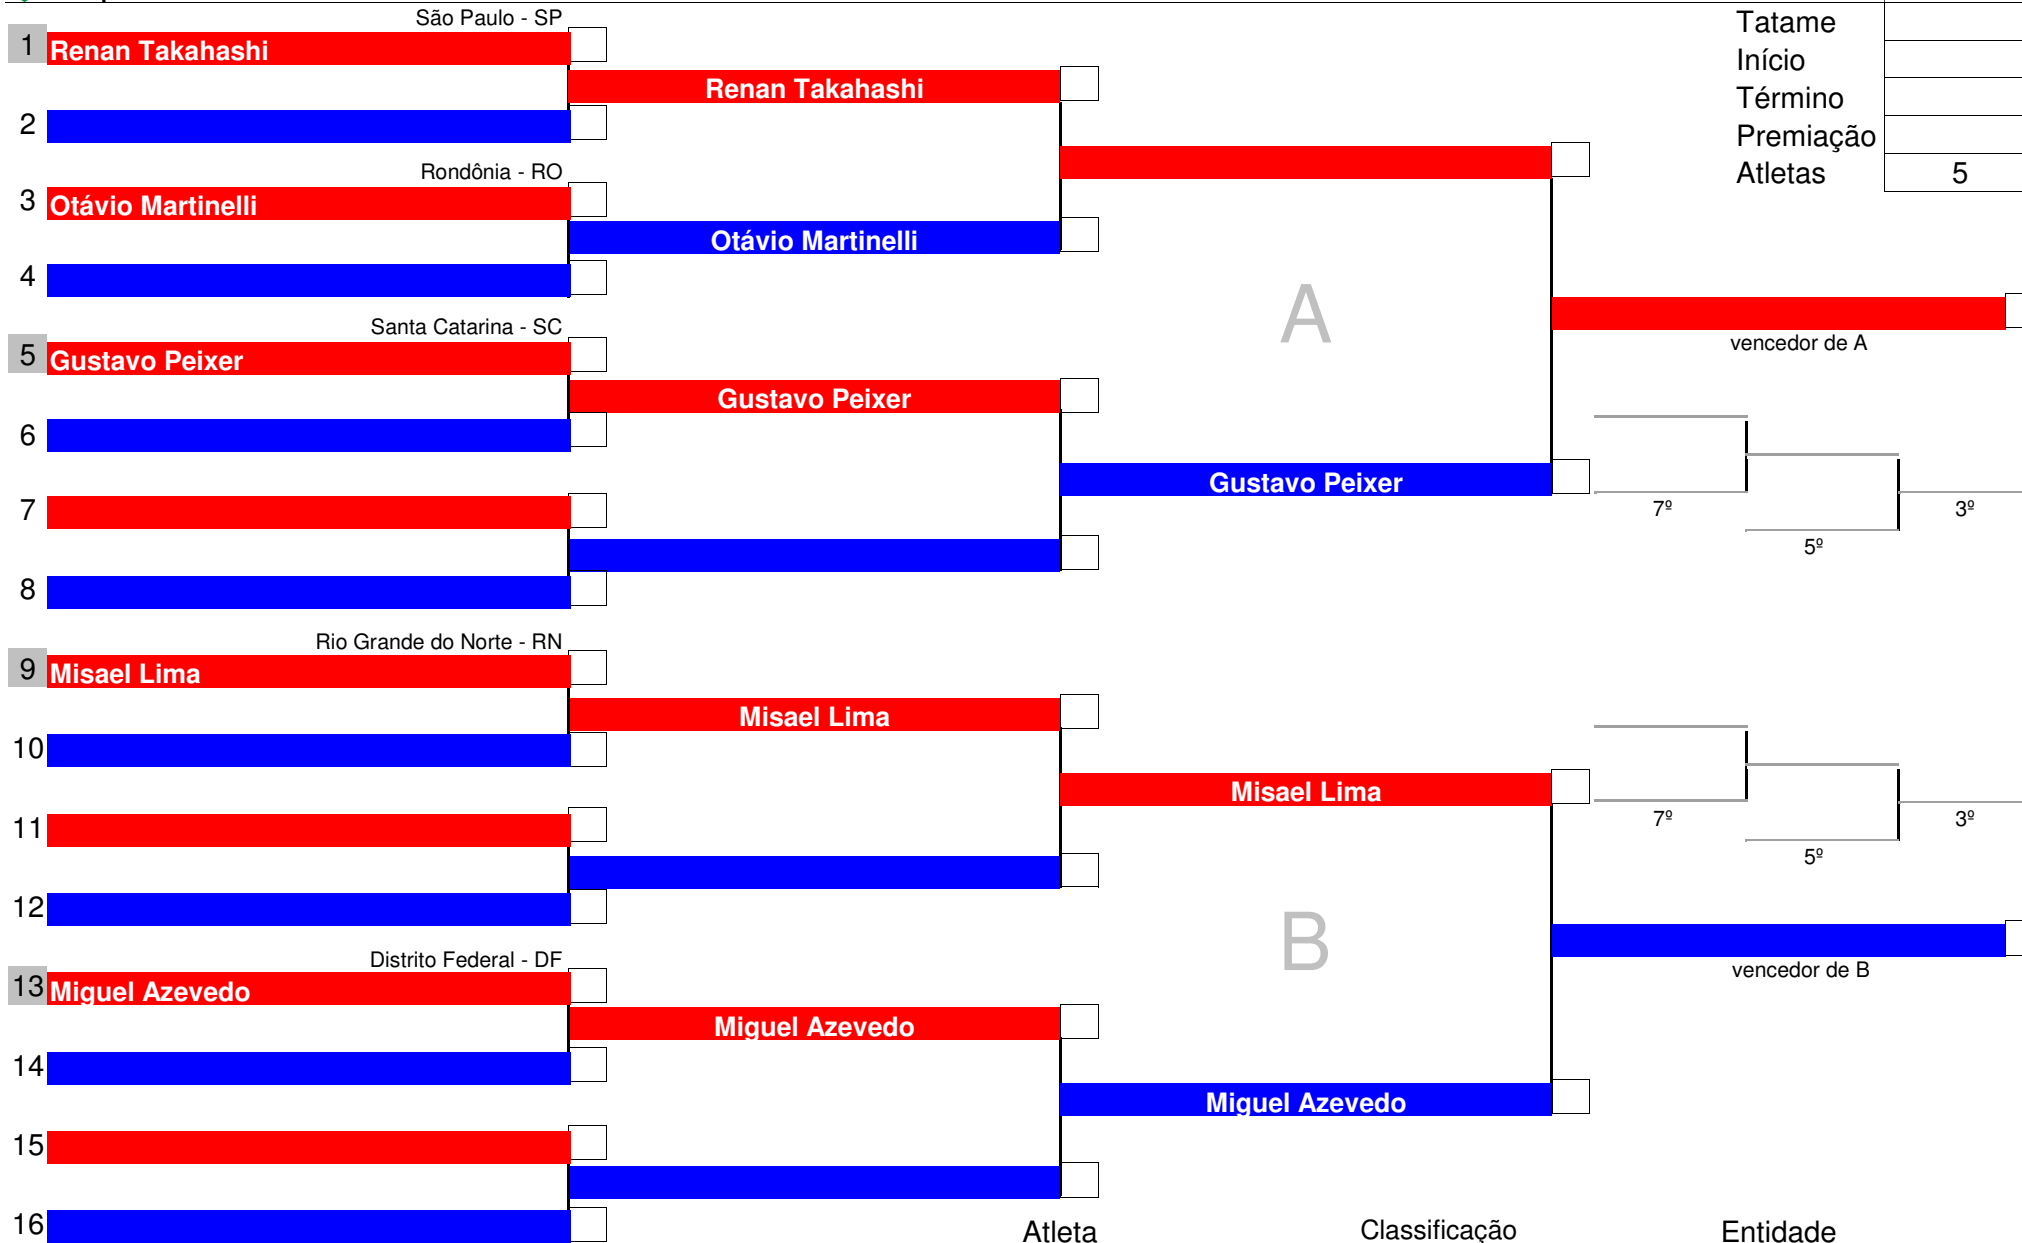 São Paulo - SP
1 Renan Takahashi
Renan Takahashi
2
Rondônia - RO
3 Otávio Martinelli
Otávio Martinelli
4
Santa Catarina - SC
5 Gustavo Peixer
Gustavo Peixer
6
Gustavo Peixer
7
8
Rio Grande do Norte - RN
9 Misael Lima
Misael Lima
10
Misael Lima
11
12
Distrito Federal - DF
13 Miguel Azevedo
Miguel Azevedo
14
Miguel Azevedo
15
16
A
B
Tatame
Início
Término
Premiação
Atletas 5
vencedor de A
7º
3º
5º
7º
3º
5º
vencedor de B
Atleta Classificação Entidade